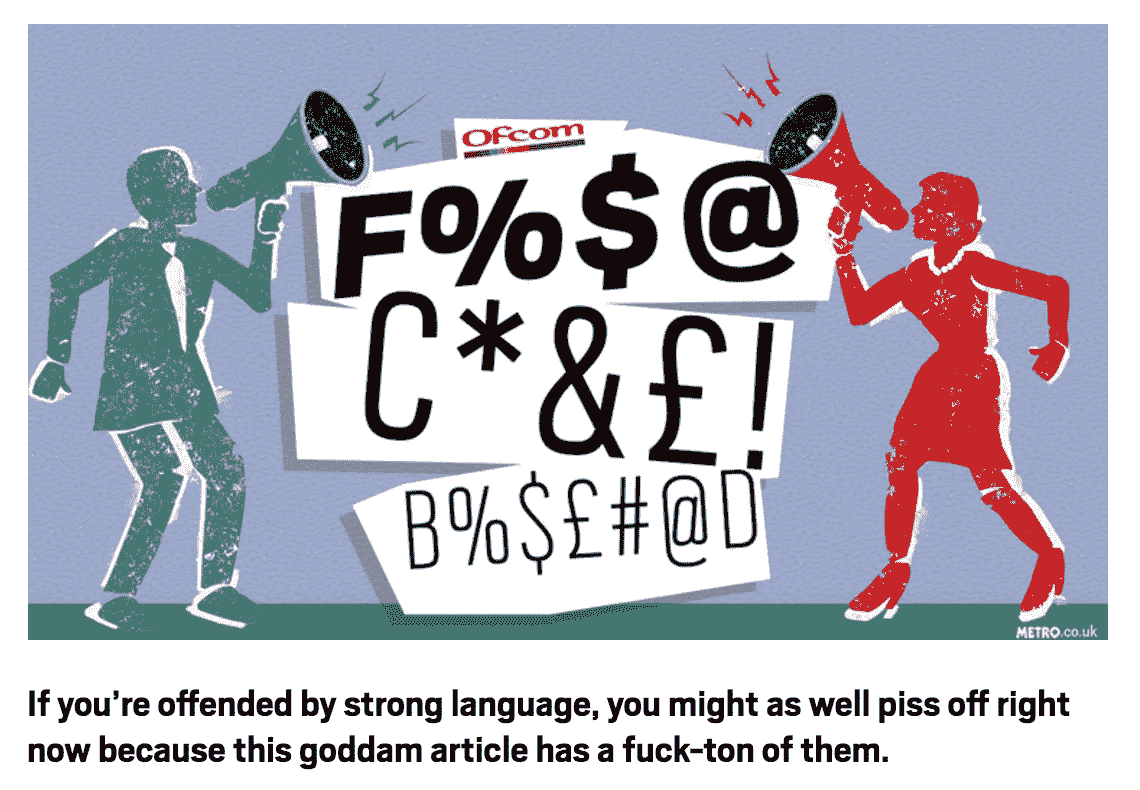 Ofcom
F%$@
C*&£!
B%$£#@D
METRO.co.uk
If you're offended by strong language, you might as well piss off right
now because this goddam article has a fuck-ton of them.